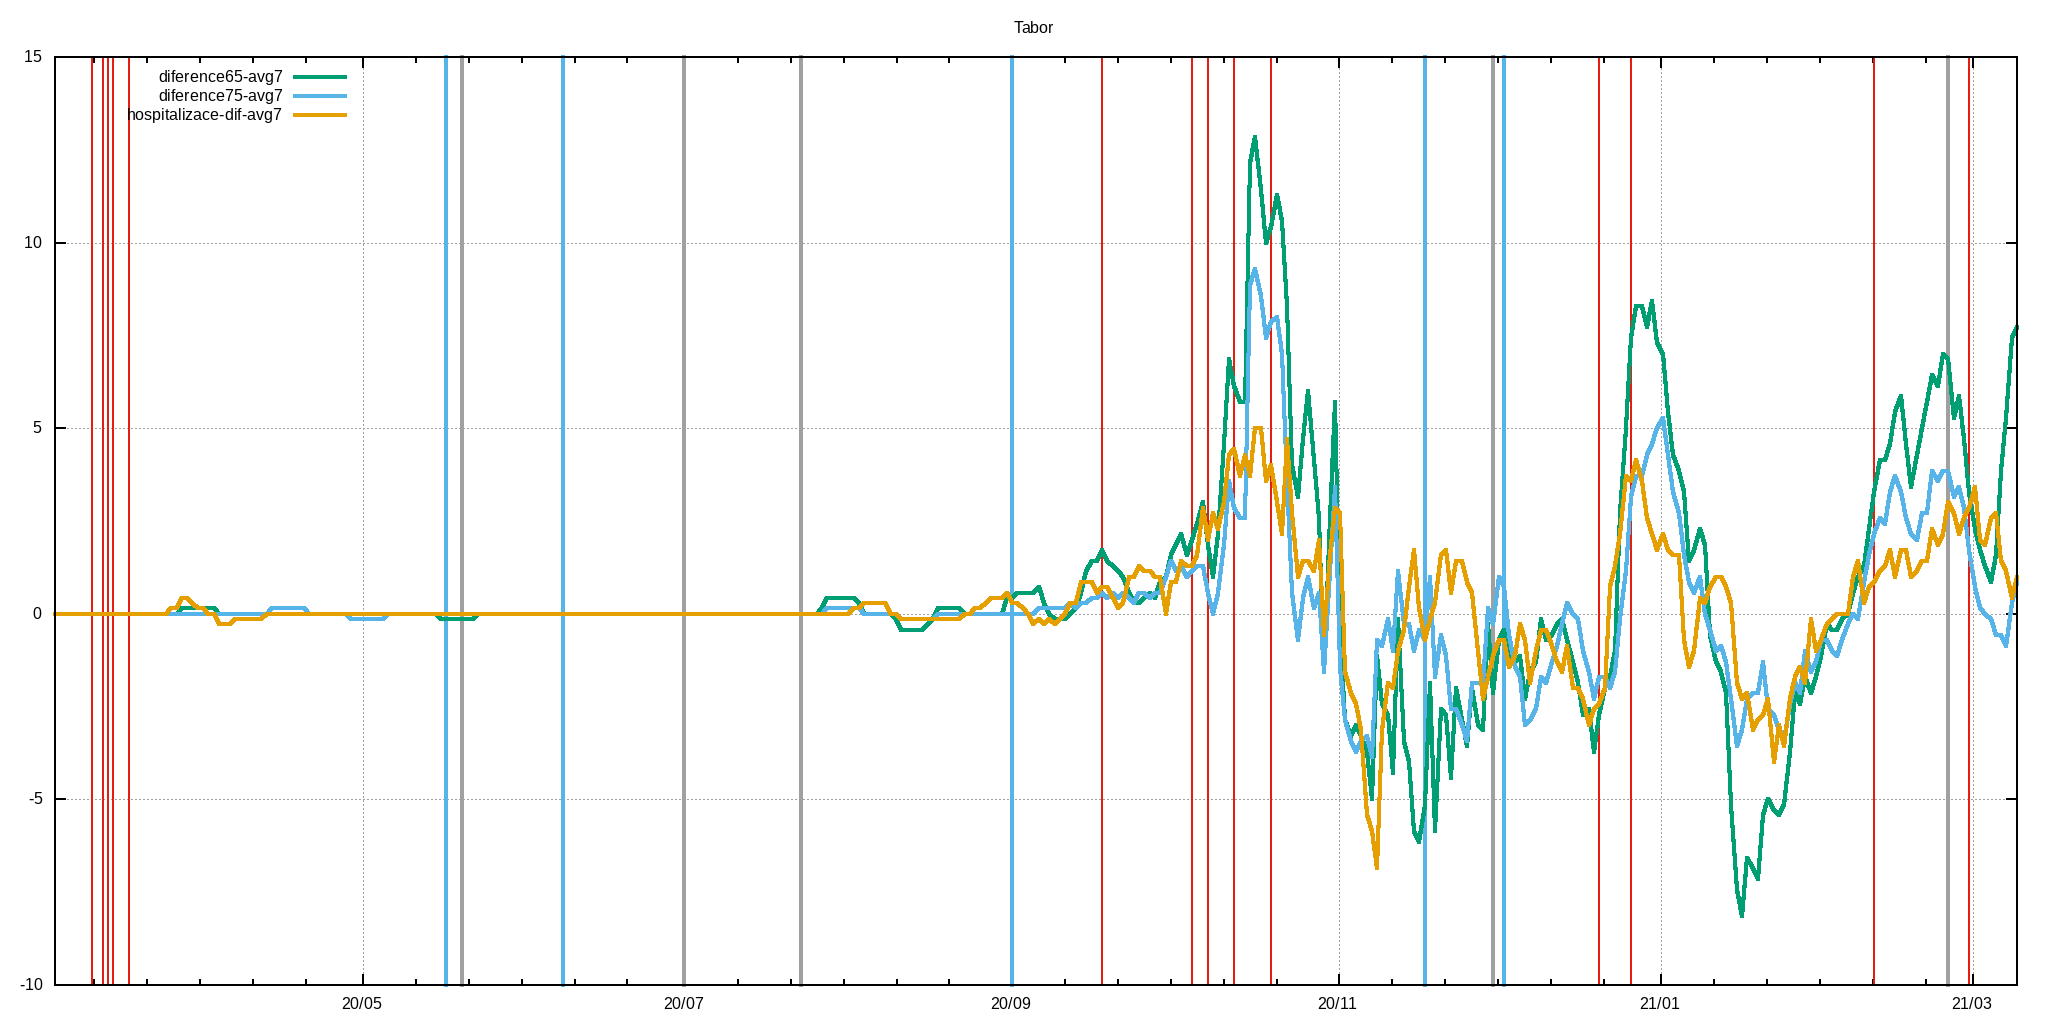 Tabor
15
diference65-avg7
diference75-avg7
hospitalizace-dif-avg7
10
5
0
-5
-10
20/05 20/07 20/09 20/11 21/01 21/03